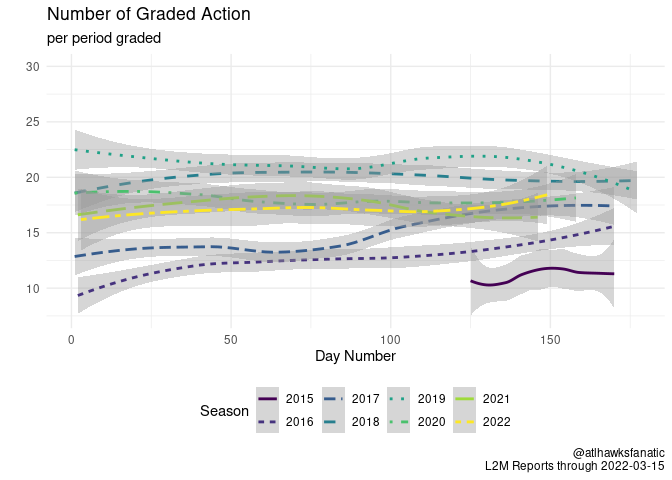 Number of Graded Action
per period graded
30
25
20
15
10
0 50 100 150
Day Number
Season
2015 2017 2019 2021
2016 2018 2020 2022
@atlhawksfanatic
L2M Reports through 2022-03-15